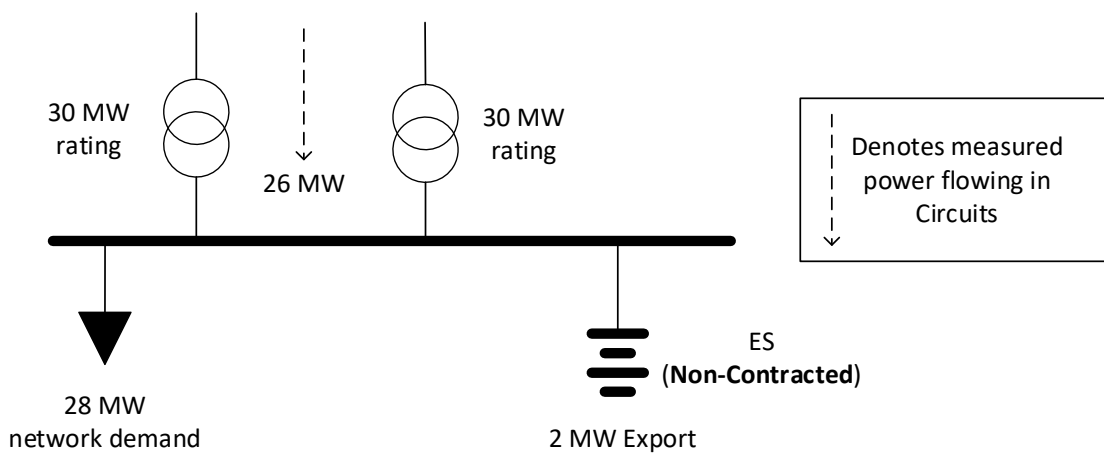 30 MW
rating
26 MW
30 MW
rating
Denotes measured
power flowing in
Circuits
28 MW
network demand
ES
(Non-Contracted)
2 MW Export